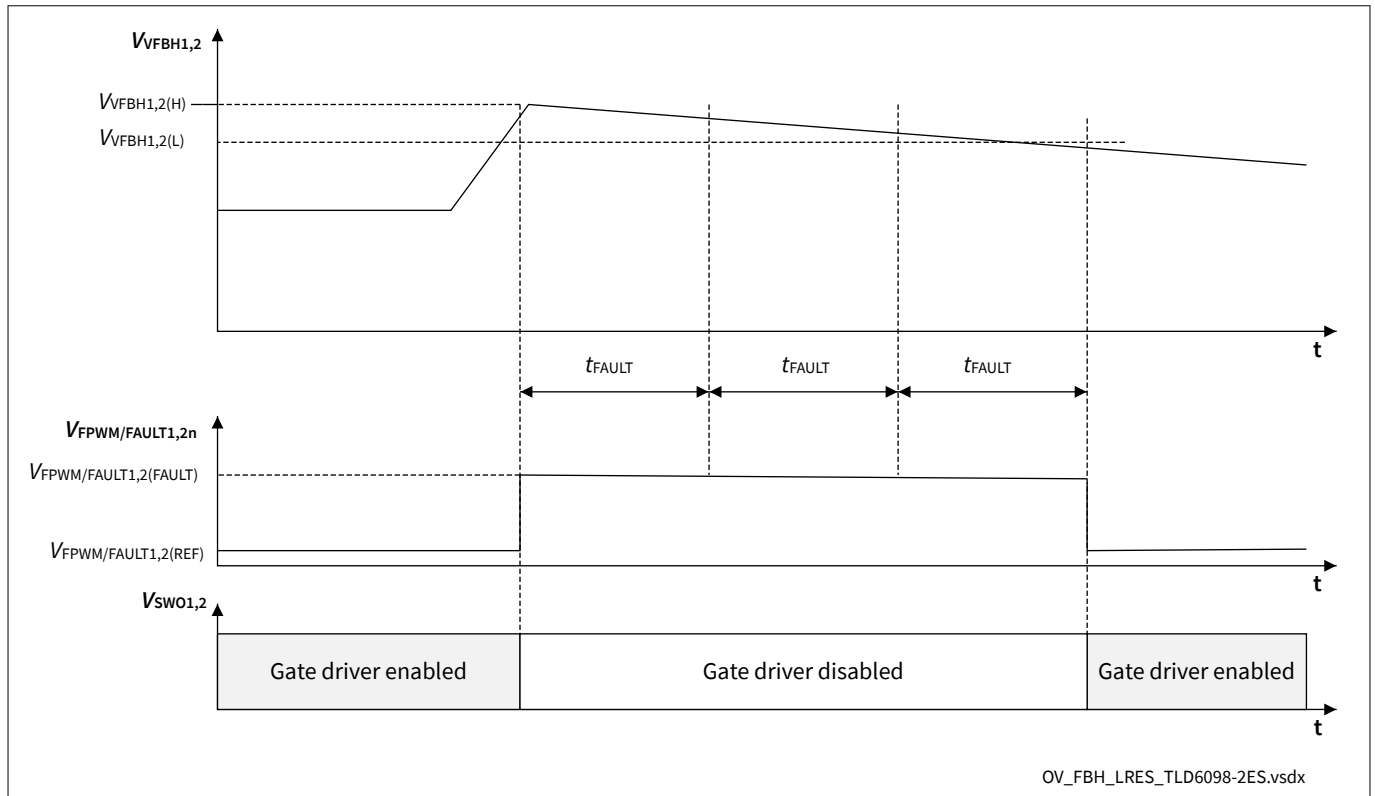 VVFBH1,2
VVFBH1,2(H)
VVFBH1,2(L)
t
tFAULT tFAULT tFAULT
VFPWM/FAULT1,2n
VFPWM/FAULT1,2(FAULT)
VFPWM/FAULT1,2(REF)
t
VSWO1,2
Gate driver enabled Gate driver disabled Gate driver enabled
t
OV_FBH_LRES_TLD6098-2ES.vsdx